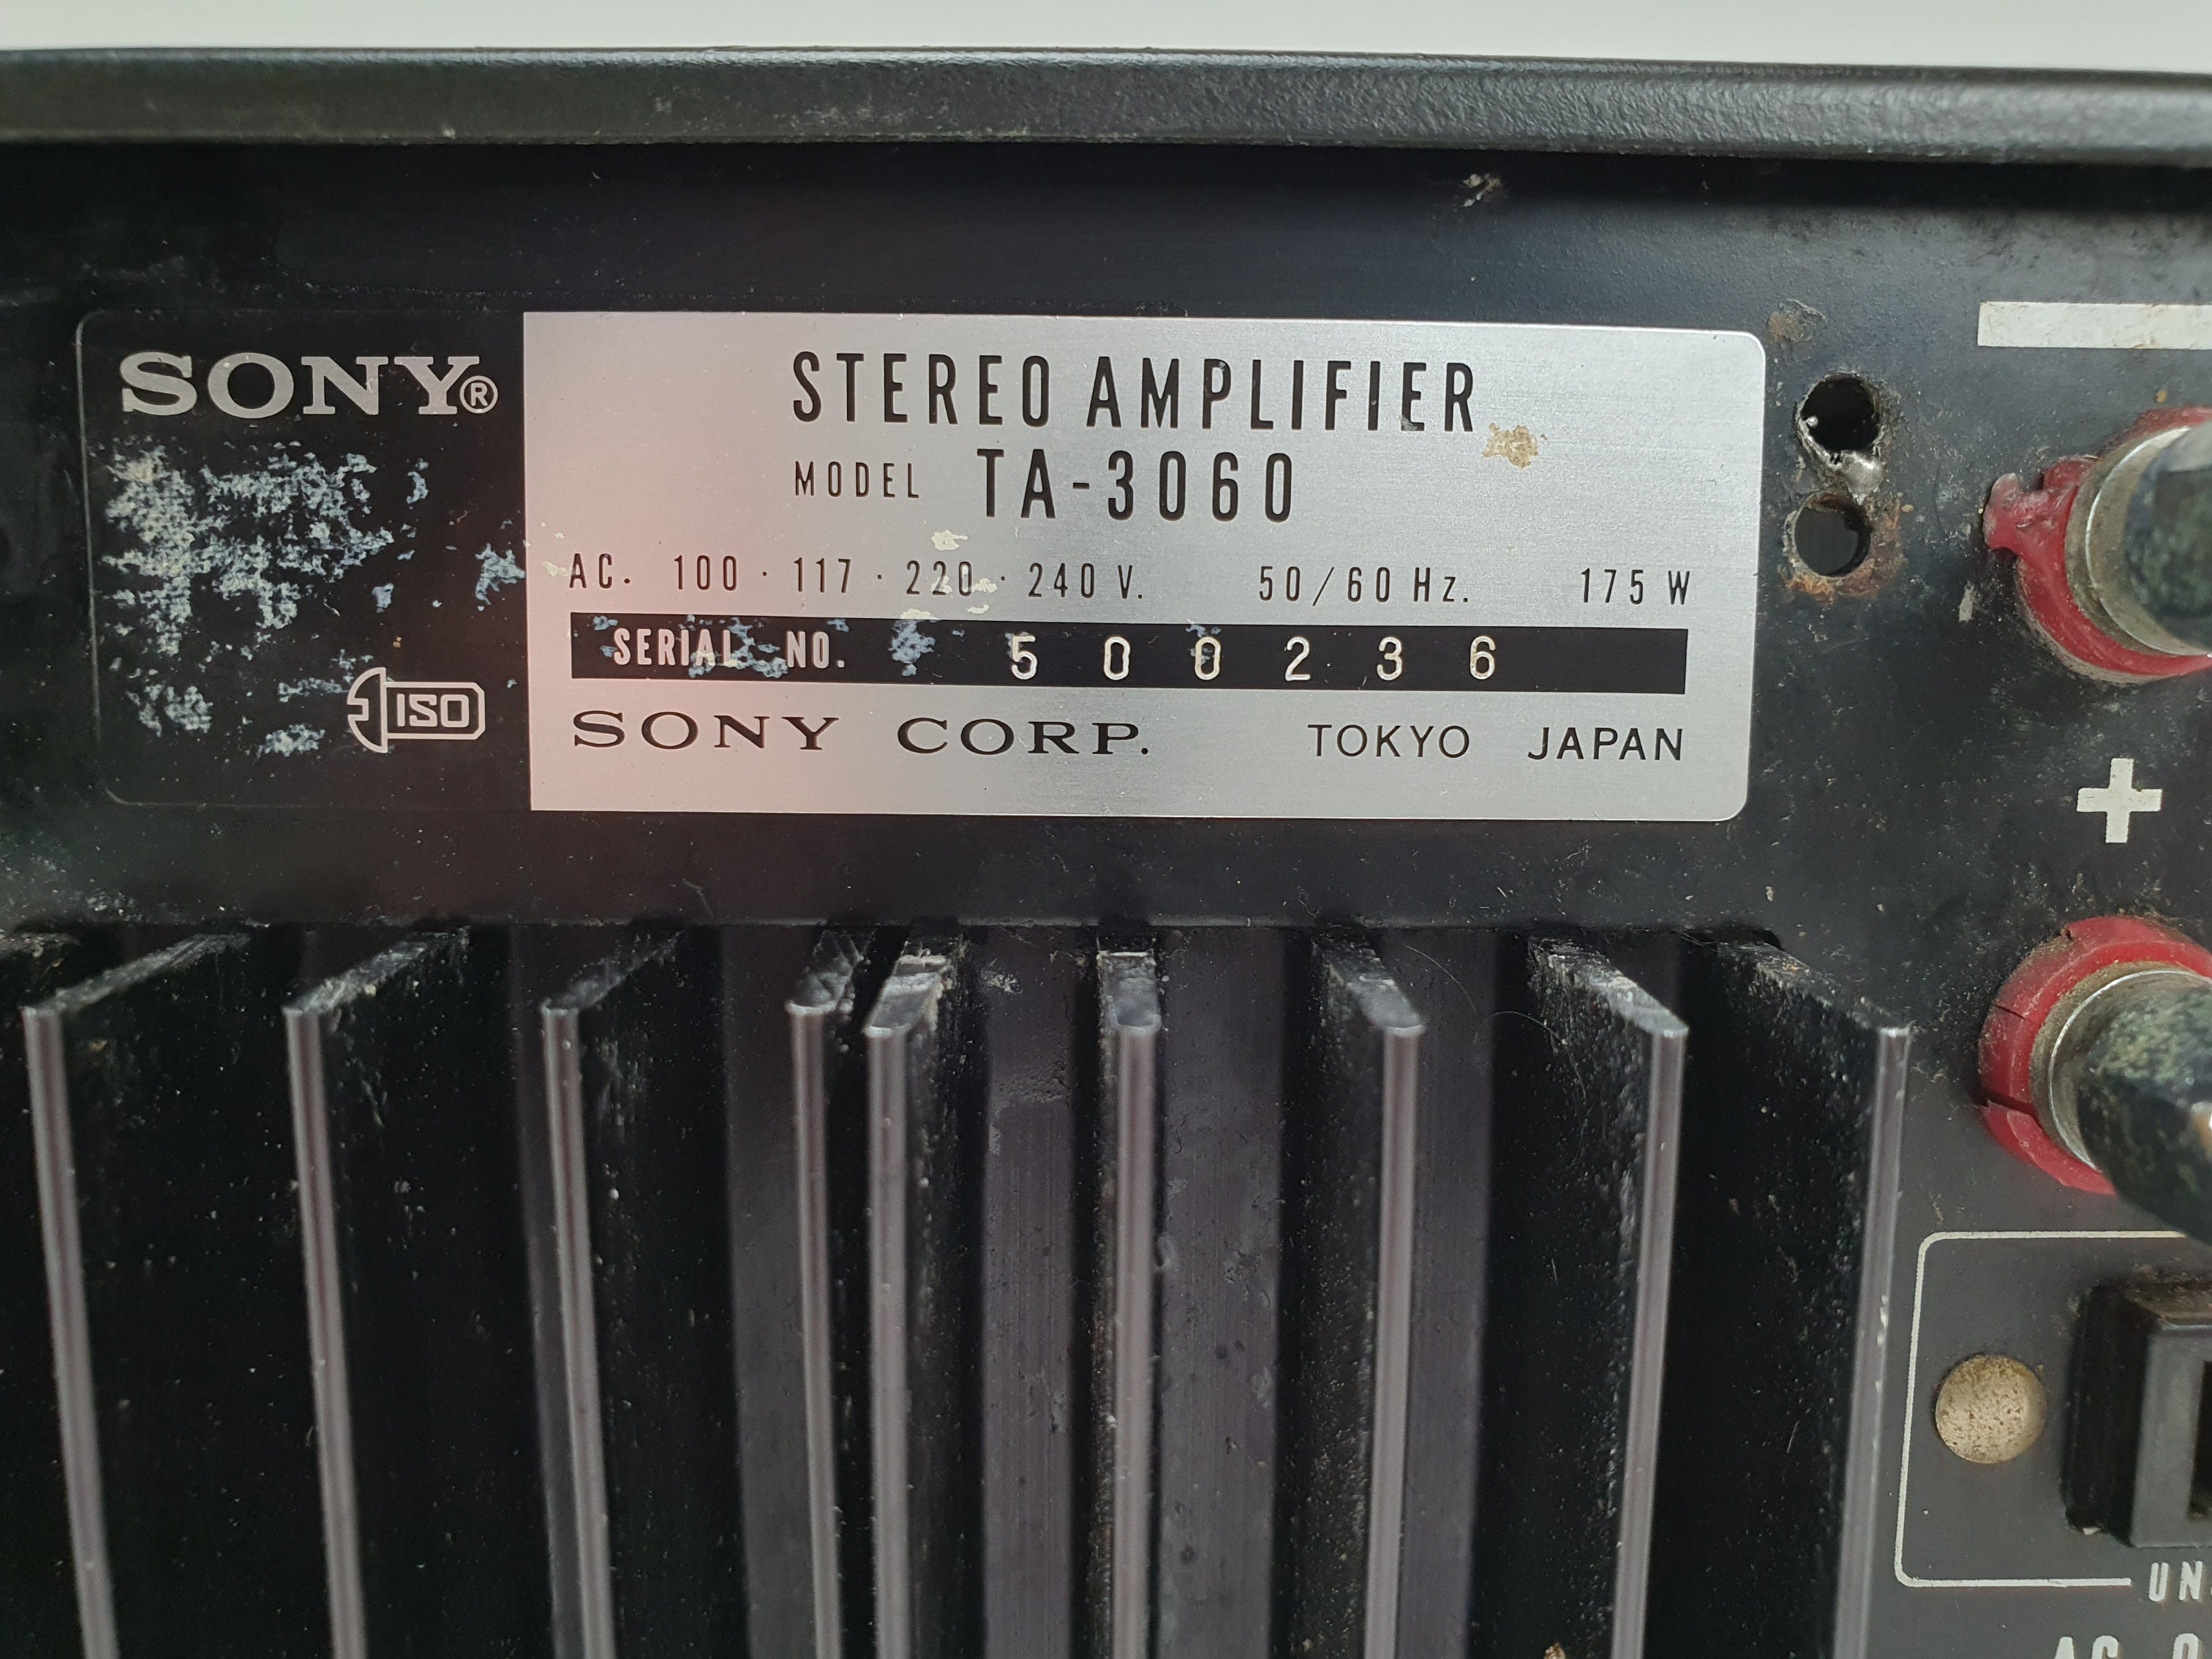 SONY®
STEREO AMPLIFIER
MODEL TA-3060
AC. 100 · 117 · 220 · 240 V. 50/60 Hz. 175 W
SERIAL NO. 500236
ISO
SONY CORP. TOKYO JAPAN
+
AC